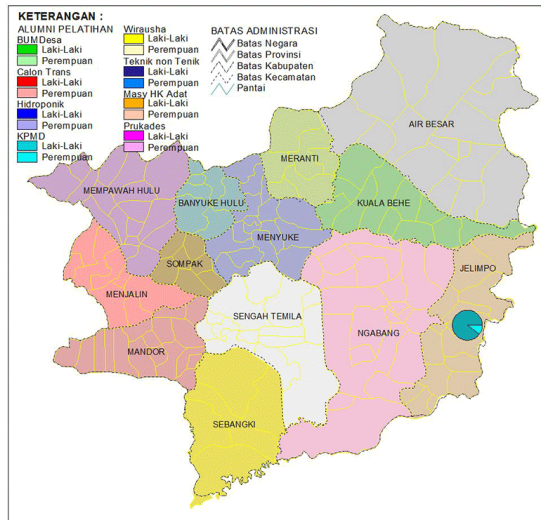 KETERANGAN :
ALUMNI PELATIHAN
BUMDesa
Laki-Laki
Perempuan
Calon Trans
Laki-Laki
Perempuan
Hidroponik
Laki-Laki
Perempuan
KPMD
Laki-Laki
Perempuan
Wirausha
Laki-Laki
Perempuan
Teknik non Tenik
Laki-Laki
Perempuan
Masy HK Adat
Laki-Laki
Perempuan
Prukades
Laki-Laki
Perempuan
BATAS ADMINISTRASI
Batas Negara
Batas Provinsi
Batas Kabupaten
Batas Kecamatan
Pantai
AIR BESAR
MERANTI
MEMPAWAH HULU
BANYUKE HULU
KUALA BEHE
MENYUKE
SOMPAK
JELIMPO
MENJALIN
SENGAH TEMILA
NGABANG
MANDOR
SEBANGKI